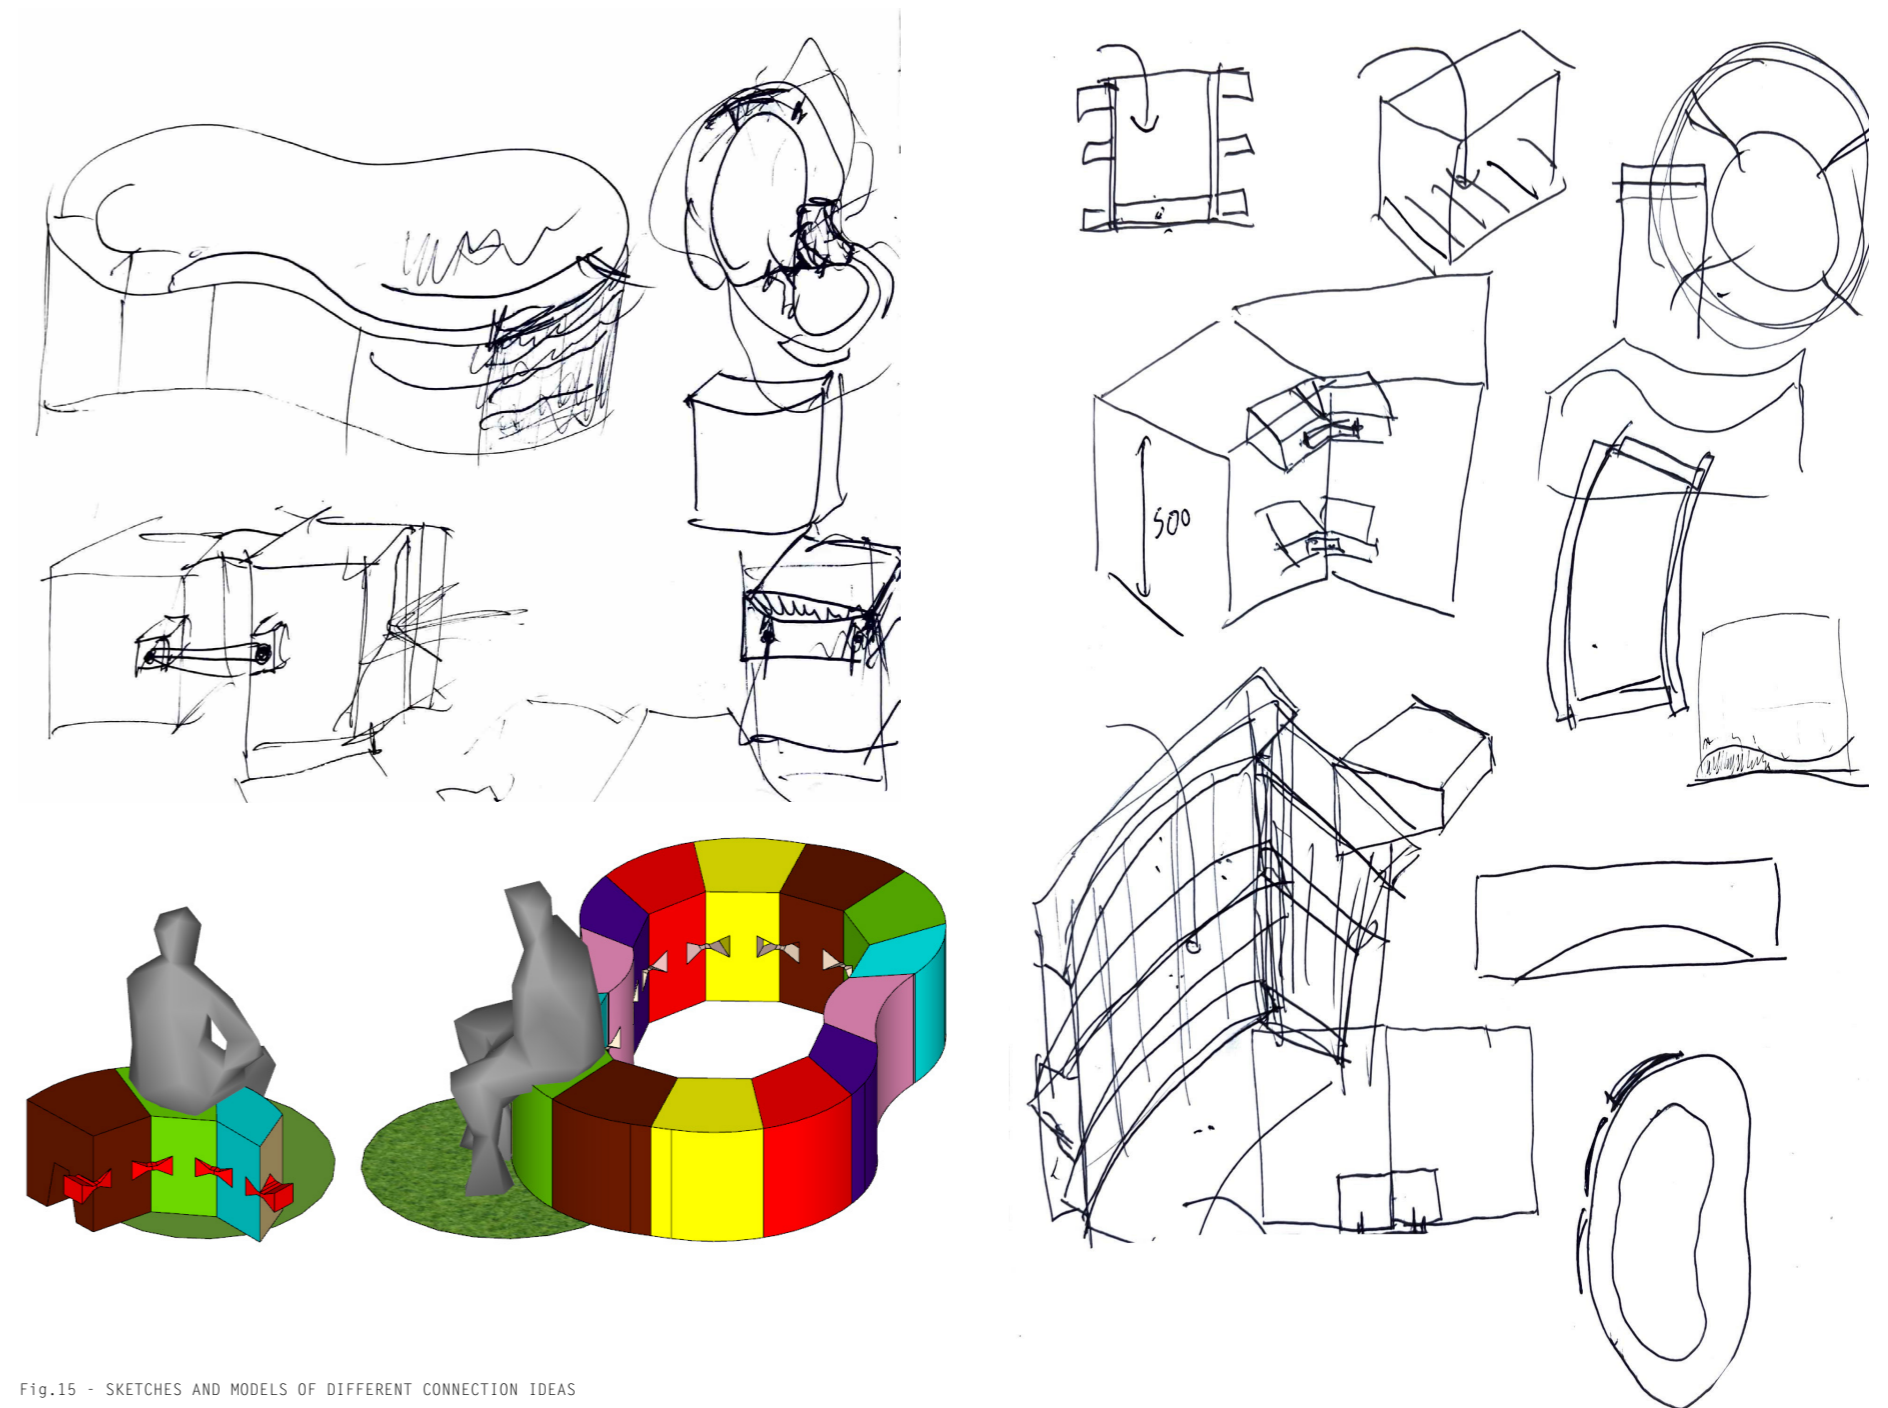 500
Fig.15 - SKETCHES AND MODELS OF DIFFERENT CONNECTION IDEAS